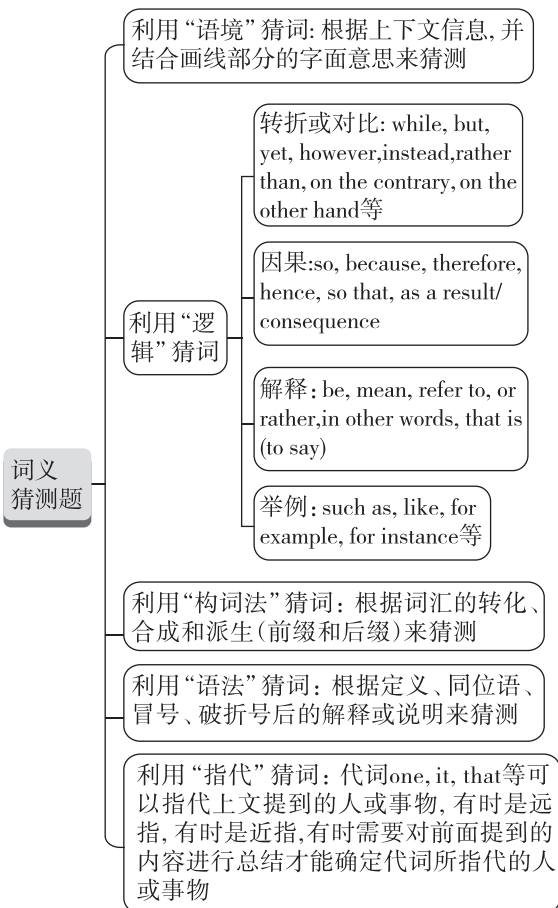 利用“语境”猜词: 根据上下文信息, 并
结合画线部分的字面意思来猜测
转折或对比: while, but,
yet, however,instead,rather
than, on the contrary, on the
other hand等
因果:so, because, therefore,
hence, so that, as a result/
consequence
利用“逻
辑”猜词
解释: be, mean, refer to, or
rather,in other words, that is
(to say)
词义
猜测题
举例: such as, like, for
example, for instance等
利用“构词法”猜词: 根据词汇的转化、
合成和派生(前缀和后缀)来猜测
利用“语法”猜词: 根据定义、同位语、
冒号、破折号后的解释或说明来猜测
利用“指代”猜词: 代词one, it, that等可
以指代上文提到的人或事物, 有时是远
指, 有时是近指,有时需要对前面提到的
内容进行总结才能确定代词所指代的人
或事物